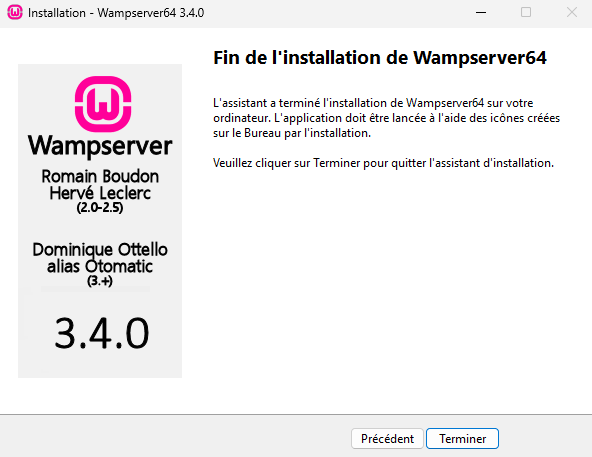 Installation - Wampserver64 3.4.0
Fin de l'installation de Wampserver64
L'assistant a terminé l'installation de Wampserver64 sur votre
ordinateur. L'application doit être lancée à l'aide des icônes créées
sur le Bureau par l'installation.
Veuillez cliquer sur Terminer pour quitter l'assistant d'installation.
Wampserver
Romain Boudon
Hervé Leclerc
(2.0-2.5)
Dominique Ottello
alias Otomatic
(3.+)
3.4.0
Précédent
Terminer